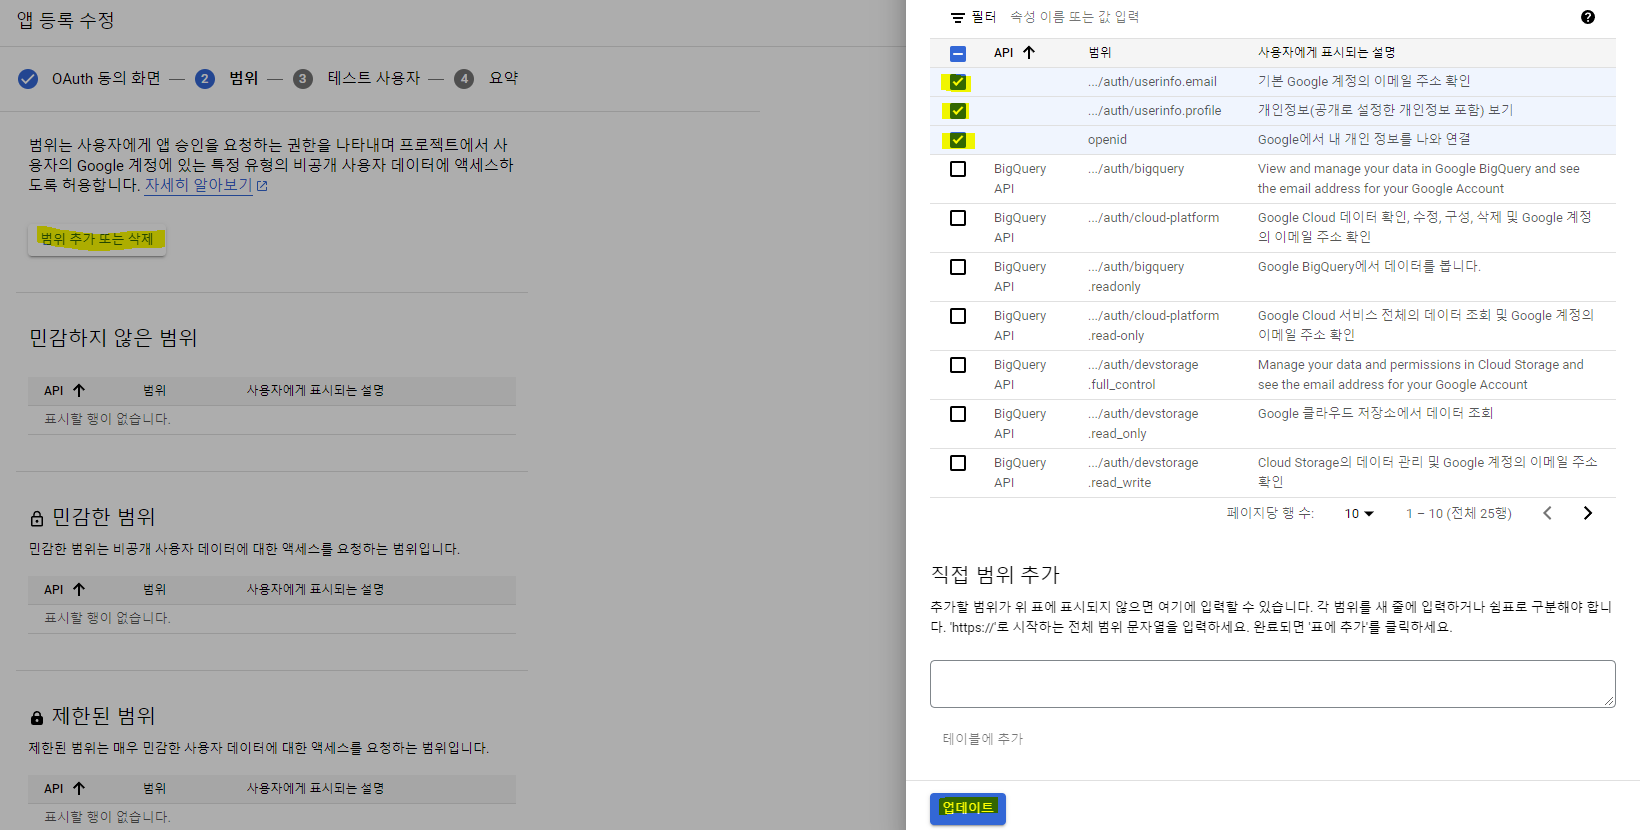 앱 등록 수정
OAuth 동의 화면 — 2 범위 — 3 테스트 사용자 — 4 요약
범위는 사용자에게 앱 승인을 요청하는 권한을 나타내며 프로젝트에서 사
용자의 Google 계정에 있는 특정 유형의 비공개 사용자 데이터에 액세스하
도록 허용합니다. 자세히 알아보기
범위 추가 또는 삭제
민감하지 않은 범위
API 범위 사용자에게 표시되는 설명
표시할 행이 없습니다.
민감한 범위
민감한 범위는 비공개 사용자 데이터에 대한 액세스를 요청하는 범위입니다.
API 범위 사용자에게 표시되는 설명
표시할 행이 없습니다.
제한된 범위
제한된 범위는 매우 민감한 사용자 데이터에 대한 액세스를 요청하는 범위입니다.
API 범위 사용자에게 표시되는 설명
표시할 행이 없습니다.
필터 속성 이름 또는 값 입력
API 범위 사용자에게 표시되는 설명
.../auth/userinfo.email 기본 Google 계정의 이메일 주소 확인
.../auth/userinfo.profile 개인정보(공개로 설정한 개인정보 포함) 보기
openid Google에서 내 개인 정보를 나와 연결
BigQuery .../auth/bigquery View and manage your data in Google BigQuery and see
API the email address for your Google Account
BigQuery .../auth/cloud-platform Google Cloud 데이터 확인, 수정, 구성, 삭제 및 Google 계정
API 의 이메일 주소 확인
BigQuery .../auth/bigquery Google BigQuery에서 데이터를 봅니다.
API .readonly
BigQuery .../auth/cloud-platform Google Cloud 서비스 전체의 데이터 조회 및 Google 계정의
API .read-only 이메일 주소 확인
BigQuery .../auth/devstorage Manage your data and permissions in Cloud Storage and
API .full_control see the email address for your Google Account
BigQuery .../auth/devstorage Google 클라우드 저장소에서 데이터 조회
API .read_only
BigQuery .../auth/devstorage Cloud Storage의 데이터 관리 및 Google 계정의 이메일 주소
API .read_write 확인
페이지당 행 수: 10 1 – 10 (전체 25행)
직접 범위 추가
추가할 범위가 위 표에 표시되지 않으면 여기에 입력할 수 있습니다. 각 범위를 새 줄에 입력하거나 쉼표로 구분해야 합니
다. 'https://'로 시작하는 전체 범위 문자열을 입력하세요. 완료되면 '표에 추가'를 클릭하세요.
테이블에 추가
업데이트